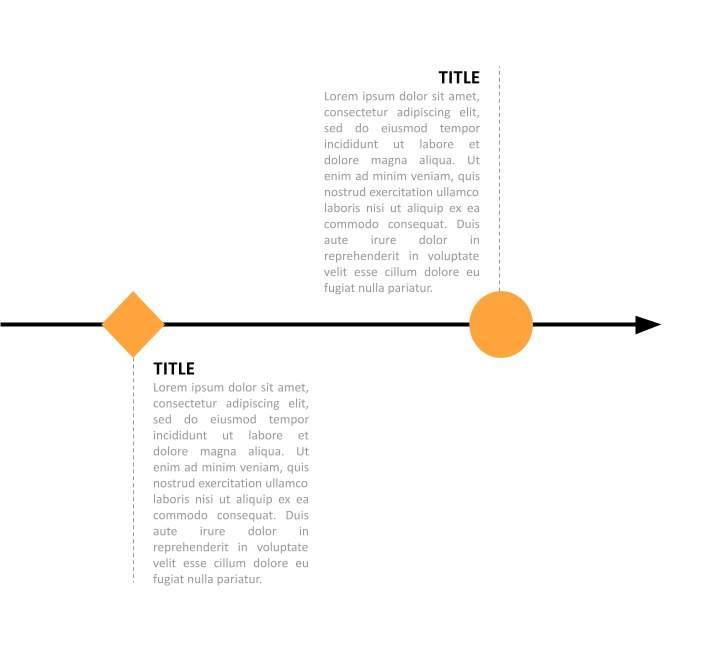 TITLE
Lorem ipsum dolor sit amet,
consectetur adipiscing elit,
sed do eiusmod tempor
incididunt ut labore et
dolore magna aliqua. Ut
enim ad minim veniam, quis
nostrud exercitation ullamco
laboris nisi ut aliquip ex ea
commodo consequat. Duis
aute irure dolor in
reprehenderit in voluptate
velit esse cillum dolore eu
fugiat nulla pariatur.
TITLE
Lorem ipsum dolor sit amet,
consectetur adipiscing elit,
sed do eiusmod tempor
incididunt ut labore et
dolore magna aliqua. Ut
enim ad minim veniam, quis
nostrud exercitation ullamco
laboris nisi ut aliquip ex ea
commodo consequat. Duis
aute irure dolor in
reprehenderit in voluptate
velit esse cillum dolore eu
fugiat nulla pariatur.